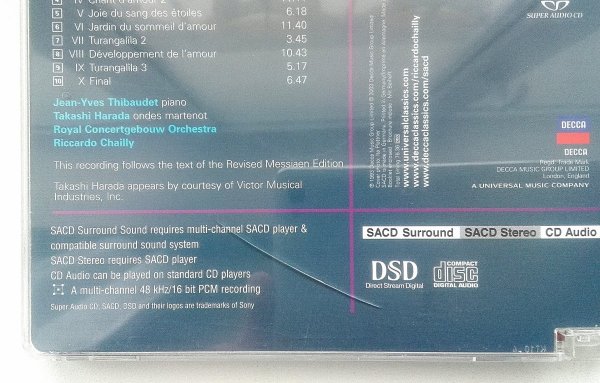 IV Chant d'amour 2
5 V Joie du sang des étoiles 6.18
6 VI Jardin du sommeil d'amour 11.40
7 VII Turangalîla 2 3.45
8 VIII Développement de l'amour 10.43
9 IX Turangalîla 3 5.17
10 X Final 6.47
Jean-Yves Thibaudet piano
Takashi Harada ondes martenot
Royal Concertgebouw Orchestra
Riccardo Chailly
This recording follows the text of the Revised Messiaen Edition
Takashi Harada appears by courtesy of Victor Musical
Industries, Inc.
SACD Surround Sound requires multi-channel SACD player &
compatible surround sound system
SACD Stereo requires SACD player
CD Audio can be played on standard CD players
A multi-channel 48 kHz/16 bit PCM recording
Super Audio CD, SACD, DSD and their logos are trademarks of Sony
www.universalclassics.com/riccardochailly
www.deccaclassics.com
www.deccaclassics.com/sacd
SUPER AUDIO CD
DECCA
DECCA
Regd. Trade Mark
DECCA MUSIC GROUP LIMITED
London, England
A UNIVERSAL MUSIC COMPANY
SACD Surround SACD Stereo CD Audio
DSD
Direct Stream Digital
COMPACT
disc
DIGITAL AUDIO